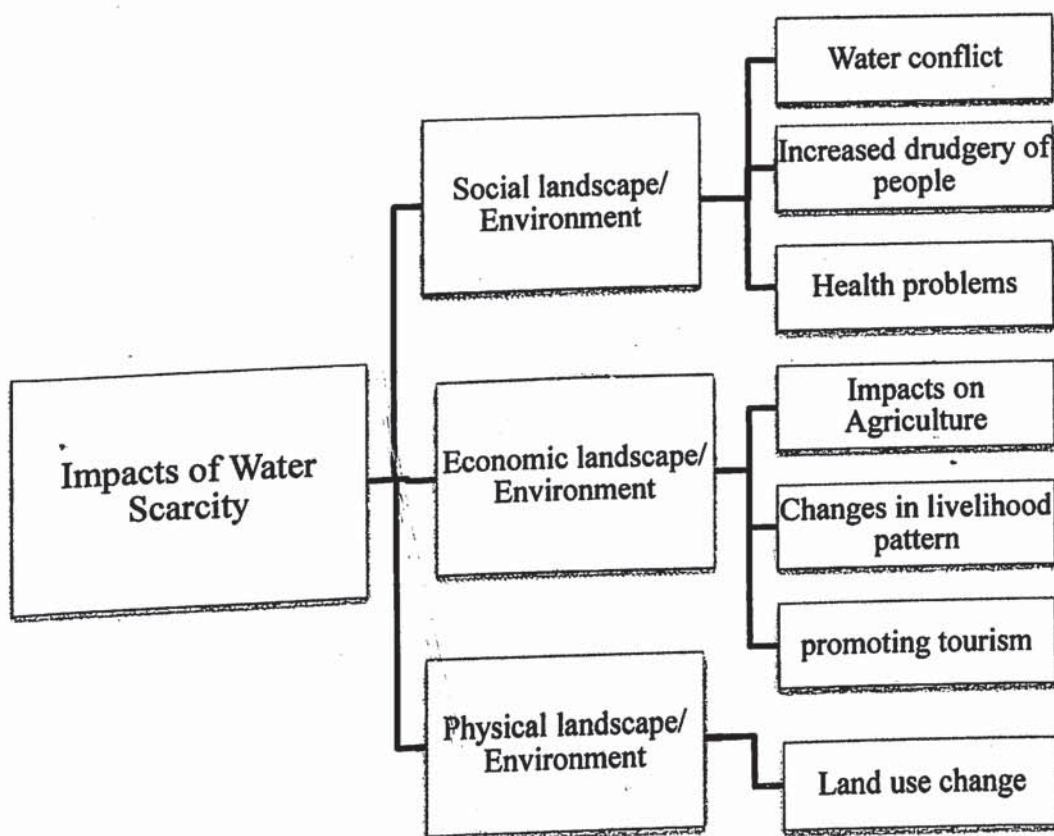 Impacts of Water
Scarcity
Social landscape/
Environment
Water conflict
Increased drudgery of
people
Health problems
Economic landscape/
Environment
Impacts on
Agriculture
Changes in livelihood
pattern
promoting tourism
Physical landscape/
Environment
Land use change